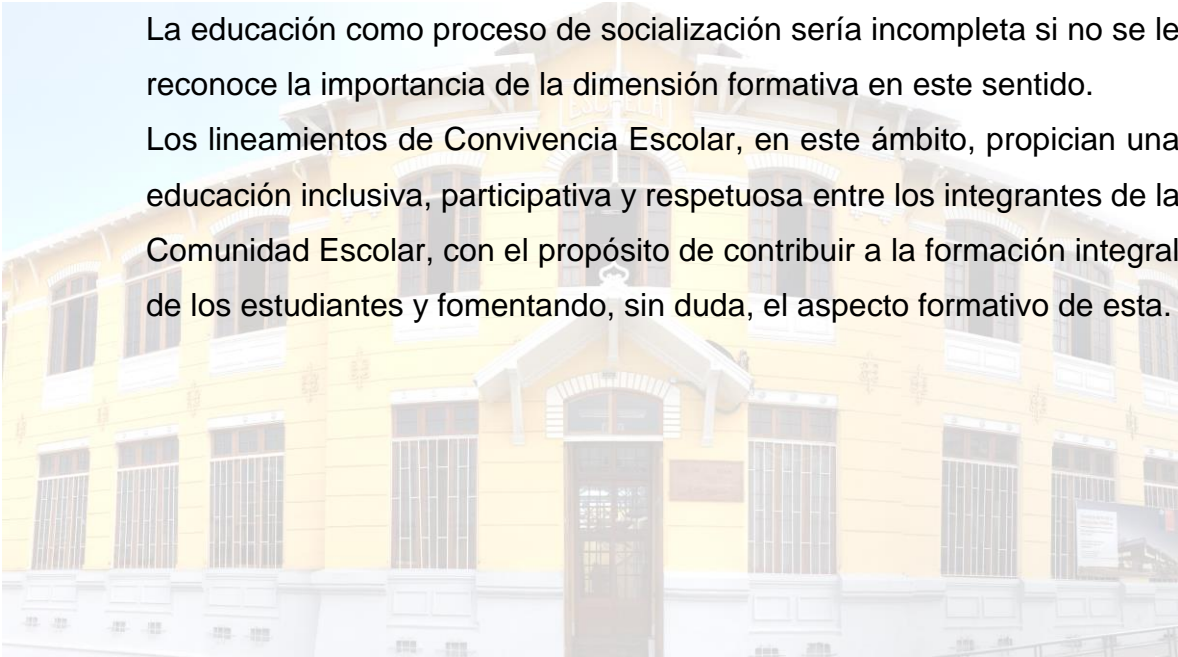 La educación como proceso de socialización sería incompleta si no se le
reconoce la importancia de la dimensión formativa en este sentido.
Los lineamientos de Convivencia Escolar, en este ámbito, propician una
educación inclusiva, participativa y respetuosa entre los integrantes de la
Comunidad Escolar, con el propósito de contribuir a la formación integral
de los estudiantes y fomentando, sin duda, el aspecto formativo de esta.
ESCUELA